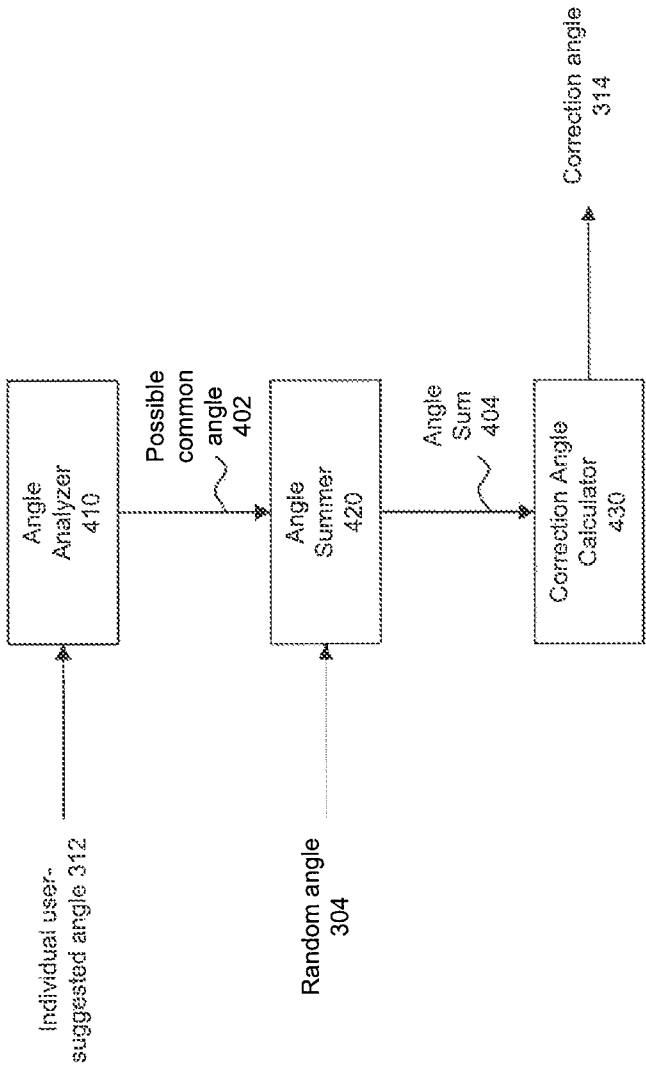 Individual user-
suggested angle 312
Angle
Analyzer
410
Possible
common
angle
402
Random angle
304
Angle
Summer
420
Angle
Sum
404
Correction Angle
Calculator
430
Correction angle
314